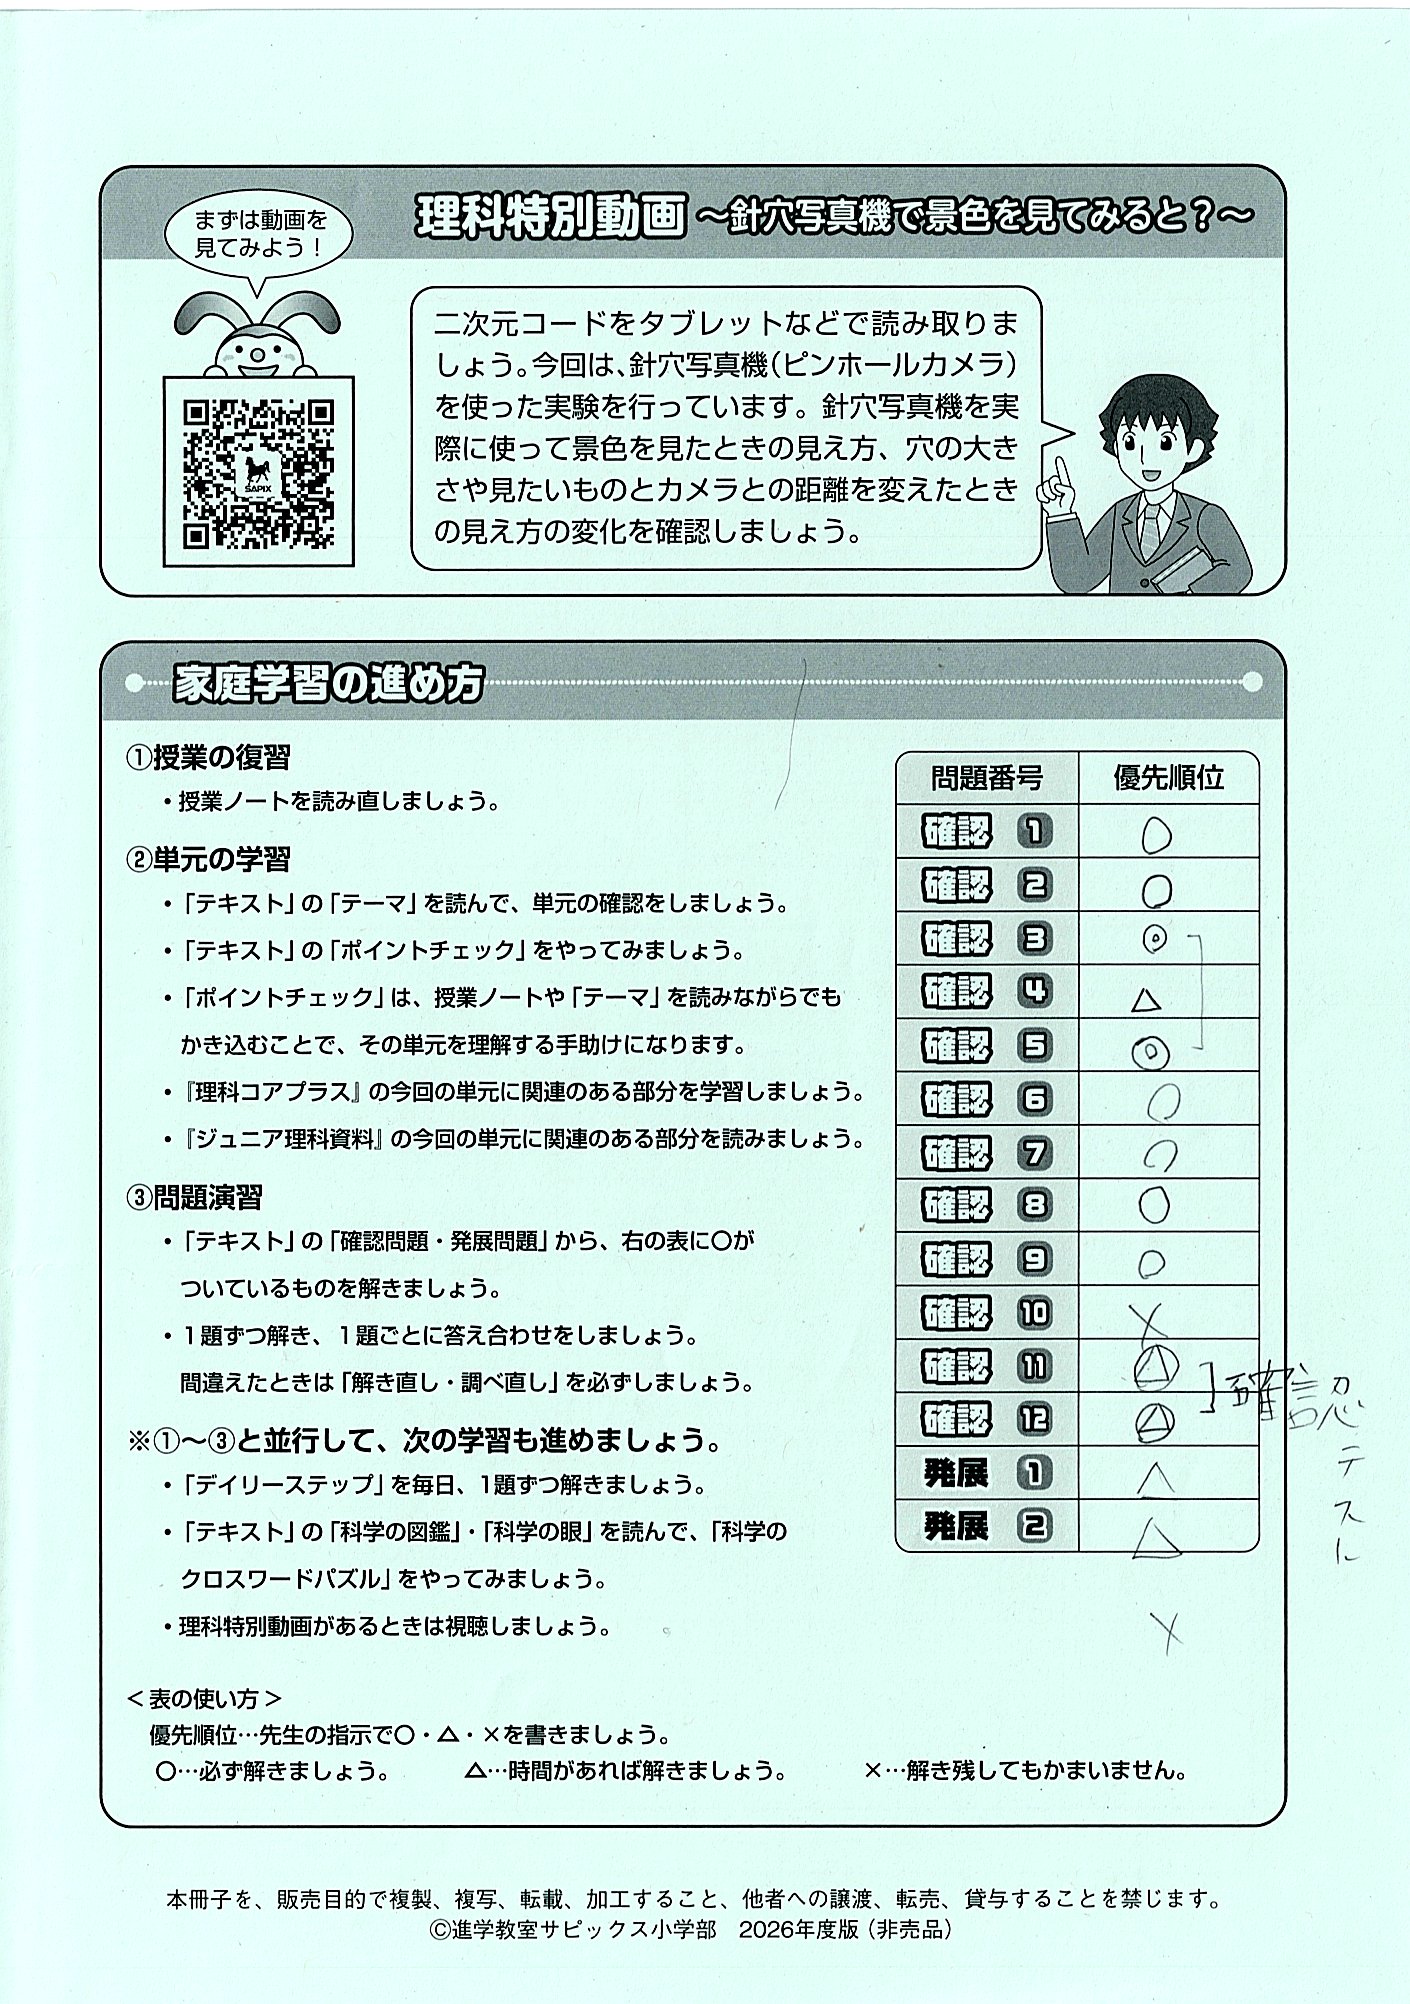 まずは動画を
見てみよう！
理科特別動画 ～針穴写真機で景色を見てみると？～
二次元コードをタブレットなどで読み取りま
しょう。今回は、針穴写真機（ピンホールカメラ）
を使った実験を行っています。針穴写真機を実
際に使って景色を見たときの見え方、穴の大き
さや見たいものとカメラとの距離を変えたとき
の見え方の変化を確認しましょう。
SAPIX
家庭学習の進め方
①授業の復習
・授業ノートを読み直しましょう。
②単元の学習
・「テキスト」の「テーマ」を読んで、単元の確認をしましょう。
・「テキスト」の「ポイントチェック」をやってみましょう。
・「ポイントチェック」は、授業ノートや「テーマ」を読みながらでも
かき込むことで、その単元を理解する手助けになります。
・『理科コアプラス』の今回の単元に関連のある部分を学習しましょう。
・『ジュニア理科資料』の今回の単元に関連のある部分を読みましょう。
③問題演習
・「テキスト」の「確認問題・発展問題」から、右の表に〇が
ついているものを解きましょう。
・１題ずつ解き、１題ごとに答え合わせをしましょう。
間違えたときは「解き直し・調べ直し」を必ずしましょう。
※①～③と並行して、次の学習も進めましょう。
・「デイリーステップ」を毎日、1題ずつ解きましょう。
・「テキスト」の「科学の図鑑」・「科学の眼」を読んで、「科学の
クロスワードパズル」をやってみましょう。
・理科特別動画があるときは視聴しましょう。
問題番号 優先順位
確認 1 〇
確認 2 〇
確認 3 ◎
確認 4 △
確認 5 ◎
確認 6 〇
確認 7 〇
確認 8 〇
確認 9 〇
確認 10 ×
確認 11 △
確認 12 △
発展 1 △
発展 2 △
確認
テ
ス
に
×
＜表の使い方＞
優先順位…先生の指示で〇・△・×を書きましょう。
〇…必ず解きましょう。 △…時間があれば解きましょう。 ×…解き残してもかまいません。
本冊子を、販売目的で複製、複写、転載、加工すること、他者への譲渡、転売、貸与することを禁じます。
©進学教室サピックス小学部 2026年度版（非売品）